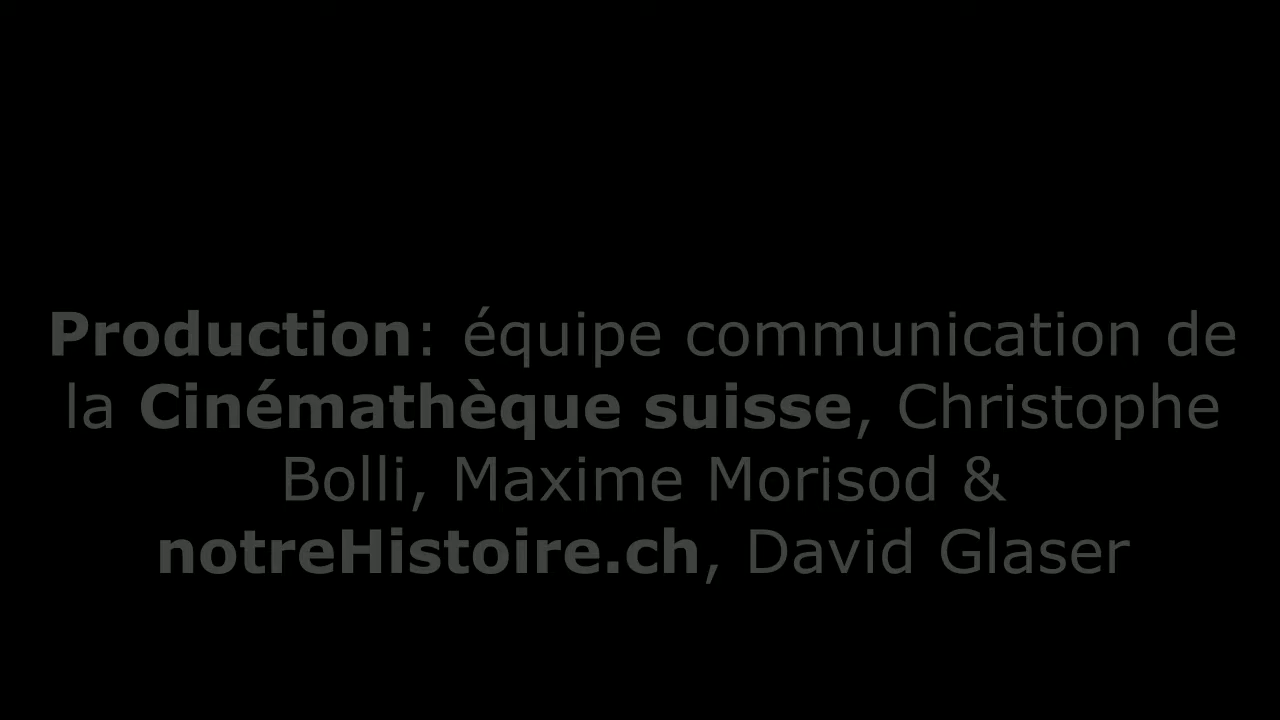 Production: équipe communication de
la Cinémathèque suisse, Christophe
Bolli, Maxime Morisod &
notreHistoire.ch, David Glaser